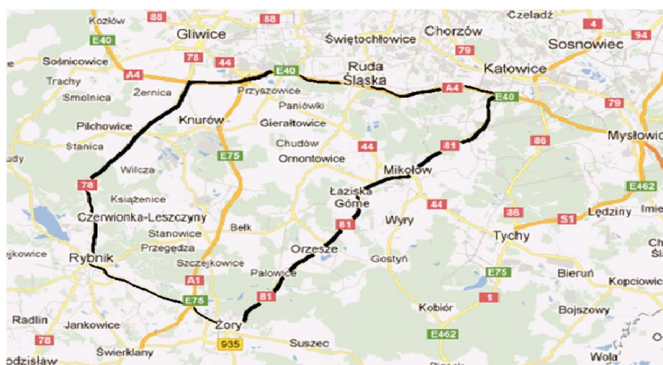 Kozłów
88
88
Czeladź
Gliwice
Świętochłowice
Chorzów
4
94
E40
Sośnicowice
78
44
79
Sosnowiec
Ruda
Śląska
Katowice
Trachy
A4
E40
A4
E40
Smolnica
Żernica
Przyszowice
Paniówki
79
Pilchowice
Knurów
Gierałtowice
81
86
Mysłowice
Stanica
Chudów
E75
Ornontowice
44
Wilcza
Mikołów
E462
78
Książenice
Łaziska
Górne
44
86
Lędziny
Czerwionka-Leszczyny
Wyry
S1
Imie
Stanowice
Bełk
81
Tychy
Przegędza
Orzesze
ejkowice
Rybnik
Szczejkowice
Gostyń
Palowice
E75
Bieruń
A1
Kopciowice
E75
81
1
Radlin
Kobiór
Bojszowy
Jankowice
Żory
78
935
Suszec
E462
odzisław
Świerklany
Wola